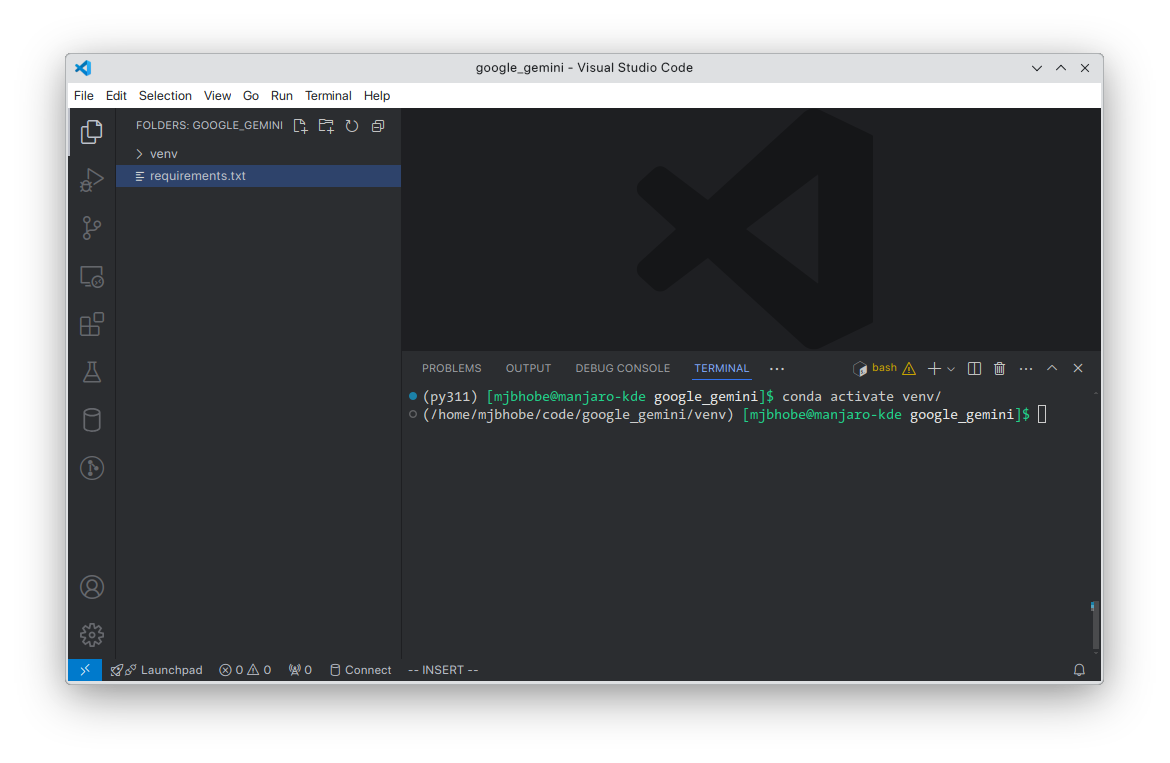 google_gemini - Visual Studio Code
File Edit Selection View Go Run Terminal Help
FOLDERS: GOOGLE_GEMINI
venv
requirements.txt
PROBLEMS OUTPUT DEBUG CONSOLE TERMINAL bash
(py311) [mjbhobe@manjaro-kde google_gemini]$ conda activate venv/
(/home/mjbhobe/code/google_gemini/venv) [mjbhobe@manjaro-kde google_gemini]$
Launchpad 0 0 0 Connect -- INSERT --